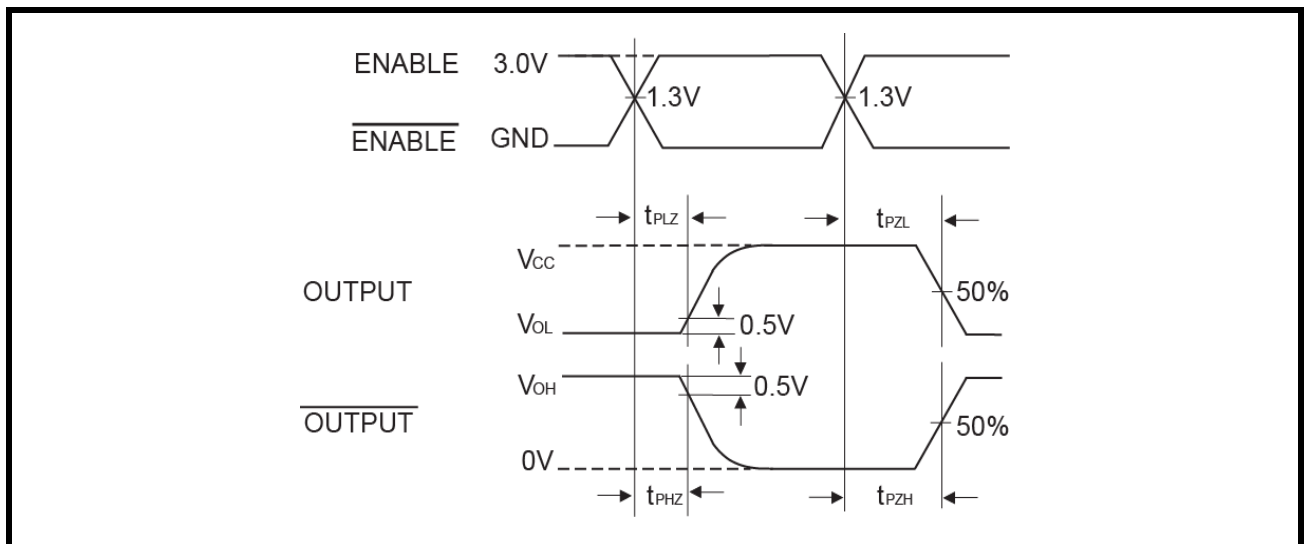 ENABLE 3.0V
1.3V 1.3V
ENABLE GND
tPLZ tPZL
VCC
OUTPUT 50%
VOL 0.5V
VOH 0.5V
OUTPUT 50%
0V
tPHZ tPZH